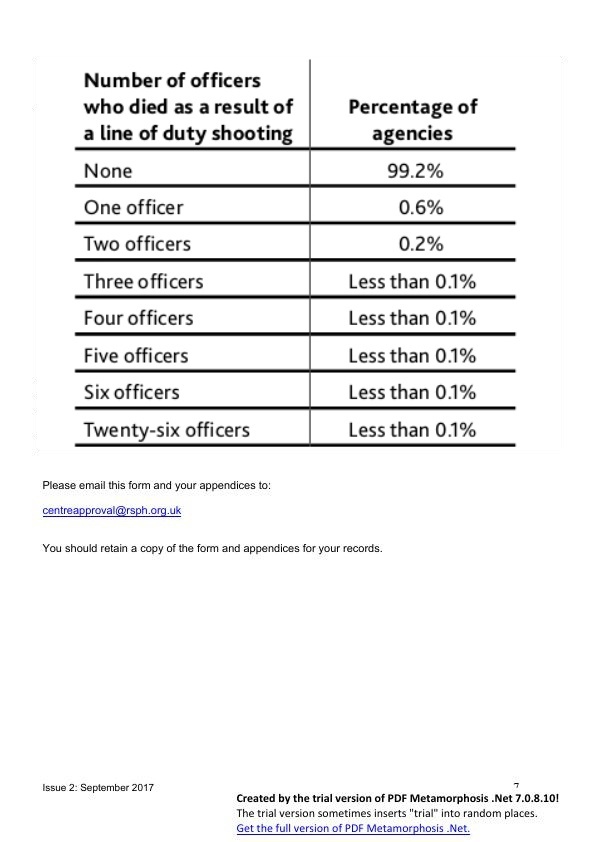 Number of officers
who died as a result of
a line of duty shooting
Percentage of
agencies
None 99.2%
One officer 0.6%
Two officers 0.2%
Three officers Less than 0.1%
Four officers Less than 0.1%
Five officers Less than 0.1%
Six officers Less than 0.1%
Twenty-six officers Less than 0.1%
Please email this form and your appendices to:
centreapproval@rsph.org.uk
You should retain a copy of the form and appendices for your records.
Issue 2: September 2017 7
Created by the trial version of PDF Metamorphosis .Net 7.0.8.10!
The trial version sometimes inserts "trial" into random places.
Get the full version of PDF Metamorphosis .Net.